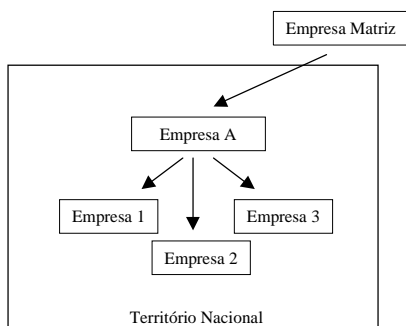 Empresa Matriz
Empresa A
Empresa 1
Empresa 3
Empresa 2
Território Nacional